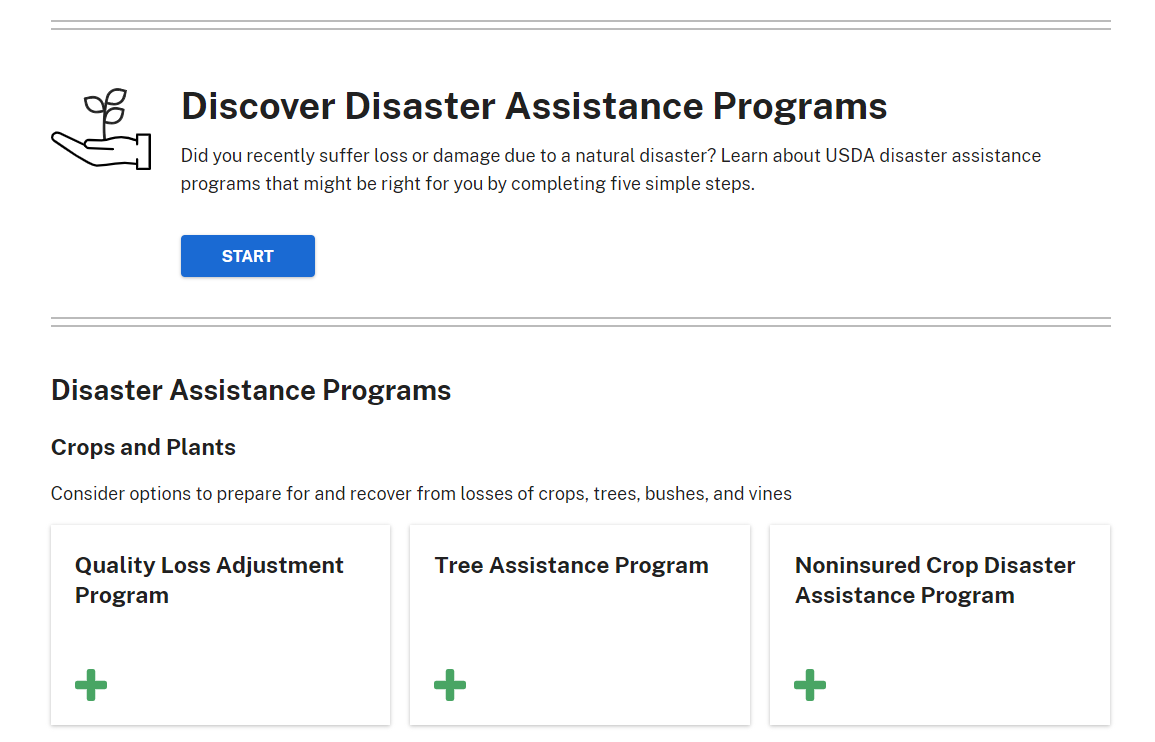 Discover Disaster Assistance Programs
Did you recently suffer loss or damage due to a natural disaster? Learn about USDA disaster assistance
programs that might be right for you by completing five simple steps.
START
Disaster Assistance Programs
Crops and Plants
Consider options to prepare for and recover from losses of crops, trees, bushes, and vines
Quality Loss Adjustment
Program
Tree Assistance Program
Noninsured Crop Disaster
Assistance Program